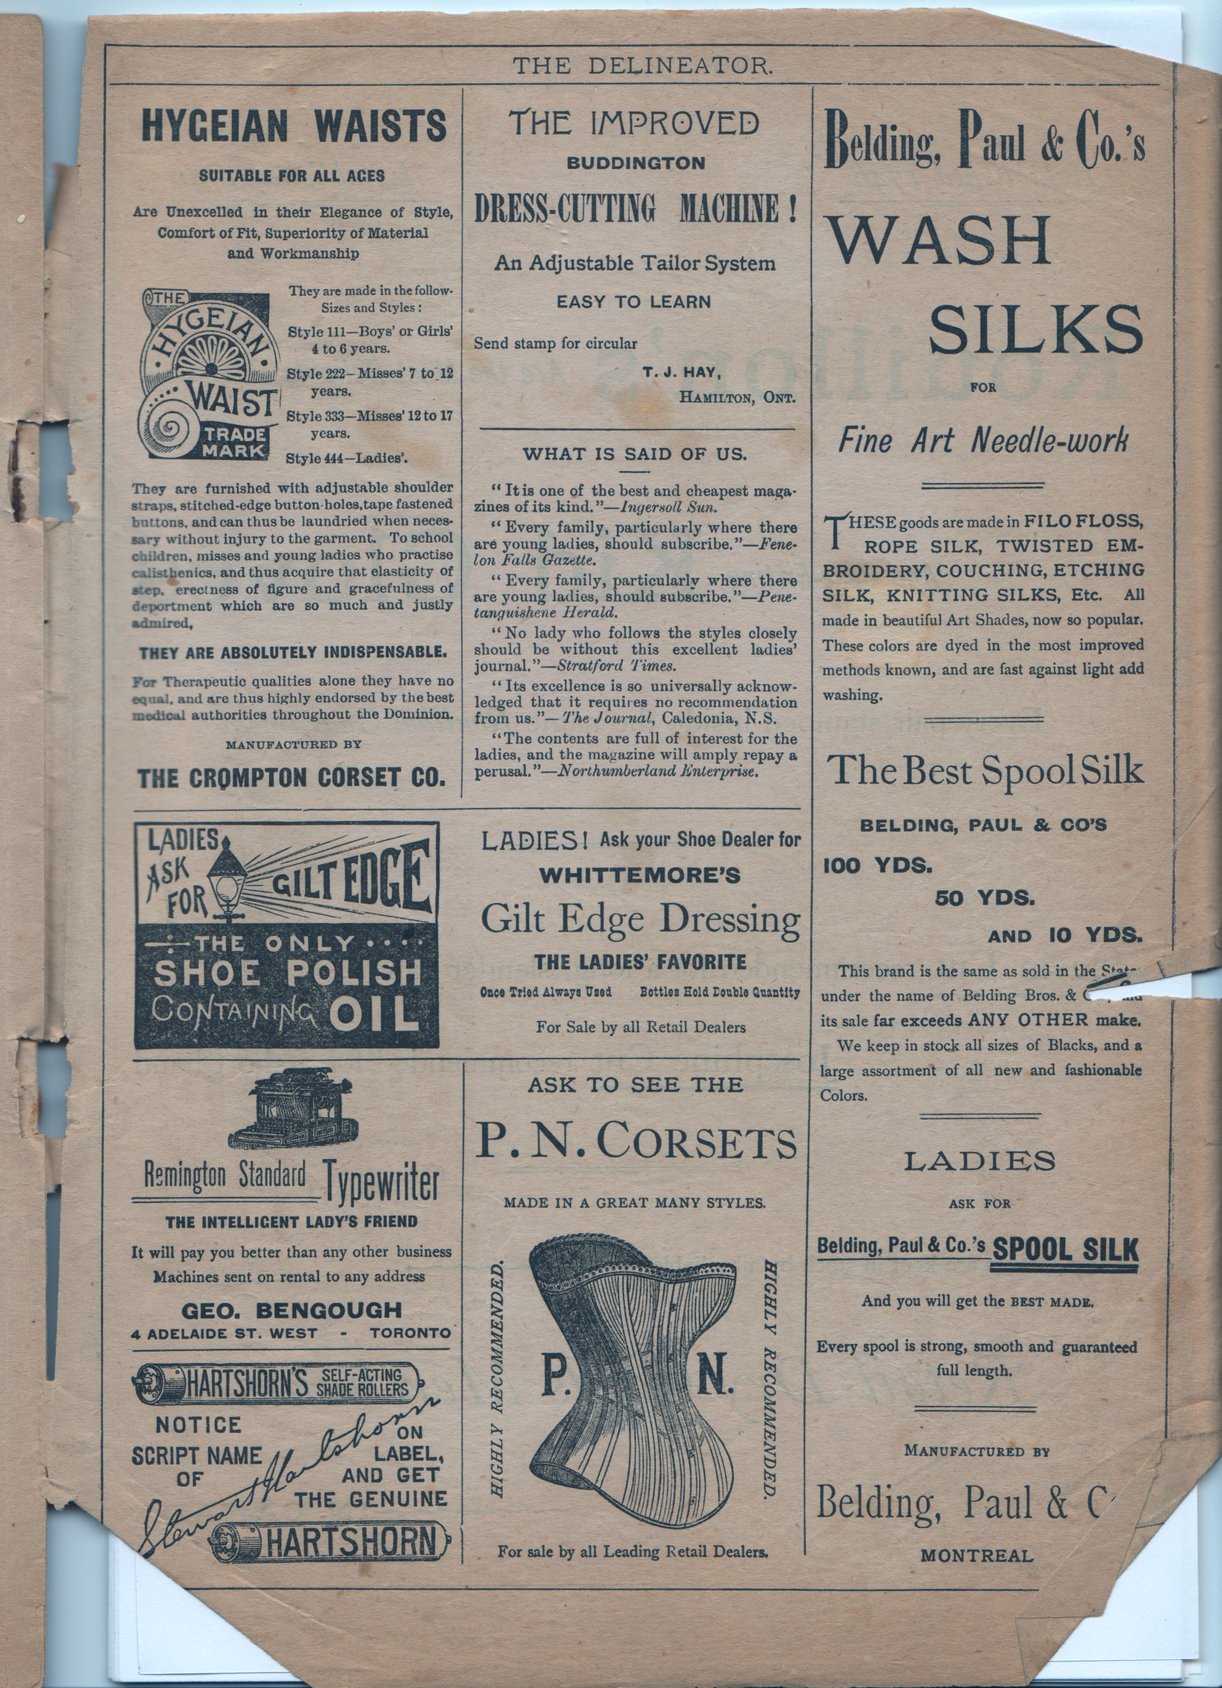 THE DELINEATOR.
HYGEIAN WAISTS
SUITABLE FOR ALL AGES
Are Unexcelled in their Elegance of Style,
Comfort of Fit, Superiority of Material
and Workmanship
THE
HYGEIAN
WAIST
TRADE
MARK
They are made in the follow-
Sizes and Styles:
Style 111—Boys' or Girls'
4 to 6 years.
Style 222—Misses' 7 to 12
years.
Style 333—Misses' 12 to 17
years.
Style 444—Ladies'.
They are furnished with adjustable shoulder
straps, stitched-edge button-holes, tape fastened
buttons, and can thus be laundried when neces-
sary without injury to the garment. To school
children, misses and young ladies who practise
calisthenics, and thus acquire that elasticity of
step, erectness of figure and gracefulness of
deportment which are so much and justly
admired,
THEY ARE ABSOLUTELY INDISPENSABLE.
For Therapeutic qualities alone they have no
equal, and are thus highly endorsed by the best
medical authorities throughout the Dominion.
MANUFACTURED BY
THE CROMPTON CORSET CO.
THE IMPROVED
BUDDINGTON
DRESS-CUTTING MACHINE!
An Adjustable Tailor System
EASY TO LEARN
Send stamp for circular
T. J. HAY,
HAMILTON, ONT.
WHAT IS SAID OF US.
"It is one of the best and cheapest maga-
zines of its kind."—Ingersoll Sun.
"Every family, particularly where there
are young ladies, should subscribe."—Fene-
lon Falls Gazette.
"Every family, particularly where there
are young ladies, should subscribe."—Pene-
tanguishene Herald.
"No lady who follows the styles closely
should be without this excellent ladies'
journal."—Stratford Times.
"Its excellence is so universally acknow-
ledged that it requires no recommendation
from us."—The Journal, Caledonia, N.S.
"The contents are full of interest for the
ladies, and the magazine will amply repay a
perusal."—Northumberland Enterprise.
LADIES
ASK
FOR
GILT EDGE
THE ONLY ....
SHOE POLISH
CONTAINING OIL
LADIES! Ask your Shoe Dealer for
WHITTEMORE'S
Gilt Edge Dressing
THE LADIES' FAVORITE
Once Tried Always Used Bottles Hold Double Quantity
For Sale by all Retail Dealers
Remington Standard Typewriter
THE INTELLIGENT LADY'S FRIEND
It will pay you better than any other business
Machines sent on rental to any address
GEO. BENGOUGH
4 ADELAIDE ST. WEST - TORONTO
HARTSHORN'S SELF-ACTING
SHADE ROLLERS
NOTICE
SCRIPT NAME
OF
Stewart Hartshorn
ON
LABEL,
AND GET
THE GENUINE
HARTSHORN
ASK TO SEE THE
P. N. CORSETS
MADE IN A GREAT MANY STYLES.
HIGHLY RECOMMENDED.
P. N.
HIGHLY RECOMMENDED.
For sale by all Leading Retail Dealers.
Belding, Paul & Co.'s
WASH
SILKS
FOR
Fine Art Needle-work
THESE goods are made in FILO FLOSS,
ROPE SILK, TWISTED EM-
BROIDERY, COUCHING, ETCHING
SILK, KNITTING SILKS, Etc. All
made in beautiful Art Shades, now so popular.
These colors are dyed in the most improved
methods known, and are fast against light add
washing.
The Best Spool Silk
BELDING, PAUL & CO'S
100 YDS.
50 YDS.
AND 10 YDS.
This brand is the same as sold in the
under the name of Belding Bros. &
its sale far exceeds ANY OTHER make.
We keep in stock all sizes of Blacks, and a
large assortment of all new and fashionable
Colors.
LADIES
ASK FOR
Belding, Paul & Co.'s SPOOL SILK
And you will get the BEST MADE.
Every spool is strong, smooth and guaranteed
full length.
MANUFACTURED BY
Belding, Paul & C
MONTREAL